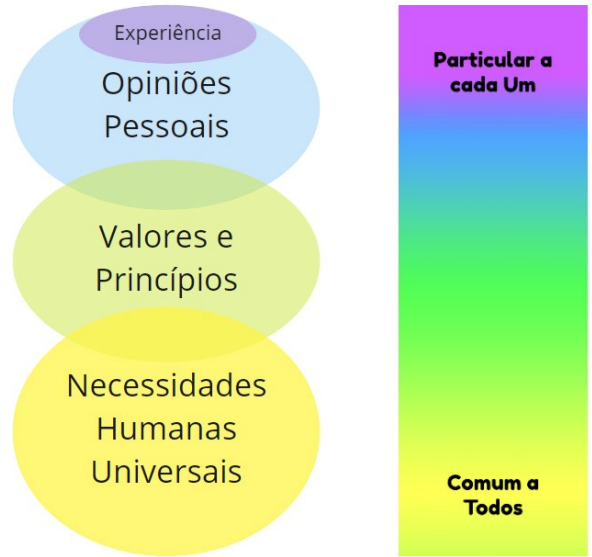 Experiência
Opiniões
Pessoais
Valores e
Princípios
Necessidades
Humanas
Universais
Particular a
cada Um
Comum a
Todos